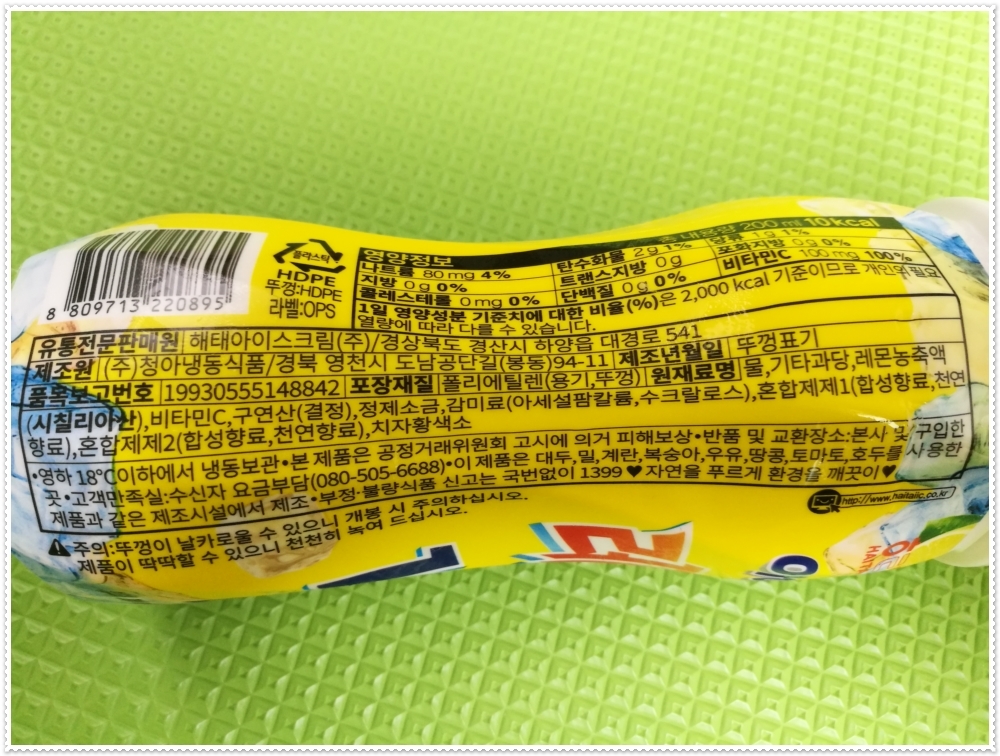 플라스틱
HDPE
뚜껑:HDPE
라벨:OPS
8 809713 220895
영양정보 내용량 200 ml 10kcal
나트륨 80 mg 4% 탄수화물 2g 1% 당류 1g 1%
지방 0g 0% 트랜스지방 0g 포화지방 0g 0%
콜레스테롤 0mg 0% 단백질 0g 0% 비타민C 100 mg 100%
1일 영양성분 기준치에 대한 비율(%)은 2,000 kcal 기준이므로 개인의 필요
열량에 따라 다를 수 있습니다.
유통전문판매원 해태아이스크림(주)/경상북도 경산시 하양읍 대경로 541
제조원 (주)청아냉동식품/경북 영천시 도남공단길(봉동)94-11 제조년월일 뚜껑표기
품목보고번호 19930555148842 포장재질 폴리에틸렌(용기,뚜껑) 원재료명 물,기타과당,레몬농축액
(시칠리아산),비타민C,구연산(결정),정제소금,감미료(아세설팜칼륨,수크랄로스),혼합제제1(합성향료,천연
향료),혼합제제2(합성향료,천연향료),치자황색소
•영하 18℃이하에서 냉동보관•본 제품은 공정거래위원회 고시에 의거 피해보상•반품 및 교환장소:본사 및 구입한
곳•고객만족실:수신자 요금부담(080-505-6688)•이 제품은 대두,밀,계란,복숭아,우유,땅콩,토마토,호두를 사용한
제품과 같은 제조시설에서 제조•부정·불량식품 신고는 국번없이 1399♥자연을 푸르게 환경을 깨끗이♥
http://www.haitaiic.co.kr
주의:뚜껑이 날카로울 수 있으니 개봉 시 주의하십시오.
제품이 딱딱할 수 있으니 천천히 녹여 드십시오.